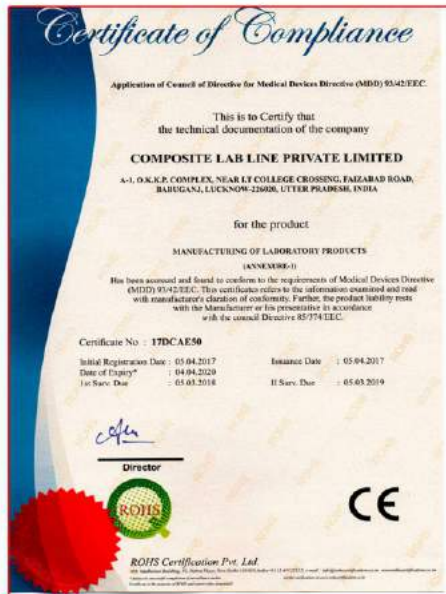 Certificate of Compliance
Application of Council of Directive for Medical Devices Directive (MDD) 93/42/EEC.
This is to Certify that
the technical documentation of the company
COMPOSITE LAB LINE PRIVATE LIMITED
A-1, O.K.K.P. COMPLEX, NEAR I.T COLLEGE CROSSING, FAIZABAD ROAD,
BABUGANJ, LUCKNOW-226020, UTTER PRADESH, INDIA
for the product
MANUFACTURING OF LABORATORY PRODUCTS
(ANNEXURE-1)
Has been assessed and found to conform to the requirements of Medical Devices Directive
(MDD) 93/42/EEC. This certificates refers to the information examined and read
with manufacturer's claration of conformity. Further, the product liability rests
with the Manufacturer or his presentative in accordance
with the council Directive 85/374/EEC.
Certificate No : 17DCAE50
Initial Registration Date : 05.04.2017 Issuance Date : 05.04.2017
Date of Expiry* : 04.04.2020
1st Surv. Due : 05.03.2018 II Surv. Due : 05.03.2019
Director
ROHS
CE
ROHS Certification Pvt. Ltd.